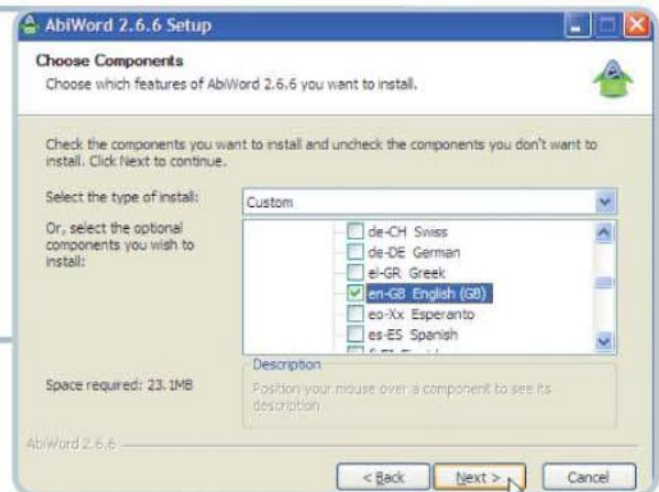 AbiWord 2.6.6 Setup
Choose Components
Choose which features of AbiWord 2.6.6 you want to install.
Check the components you want to install and uncheck the components you don't want to
install. Click Next to continue.
Select the type of install:
Custom
Or, select the optional
components you wish to
install:
de-CH Swiss
de-DE German
el-GR Greek
en-GB English (GB)
eo-Xx Esperanto
es-ES Spanish
Description
Space required: 23.1MB
Position your mouse over a component to see its
description
AbiWord 2.6.6
< Back
Next >
Cancel